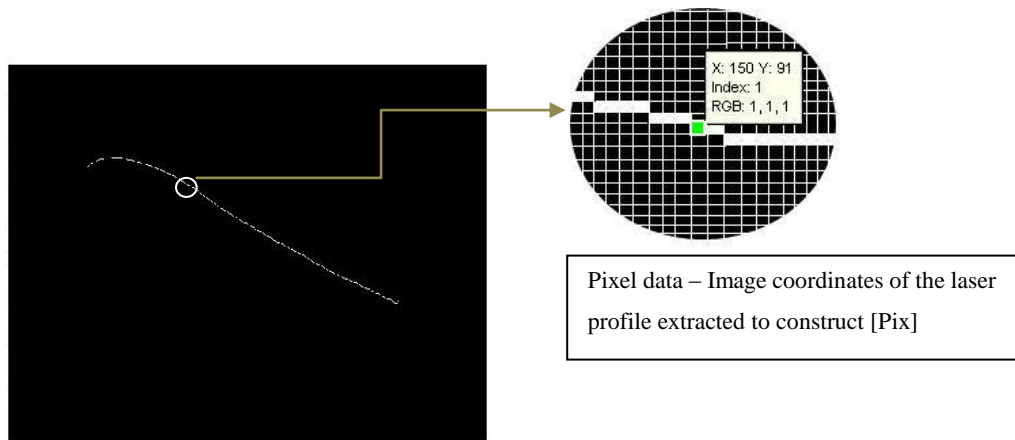 X: 150 Y: 91
Index: 1
RGB: 1, 1, 1
Pixel data – Image coordinates of the laser
profile extracted to construct [Pix]